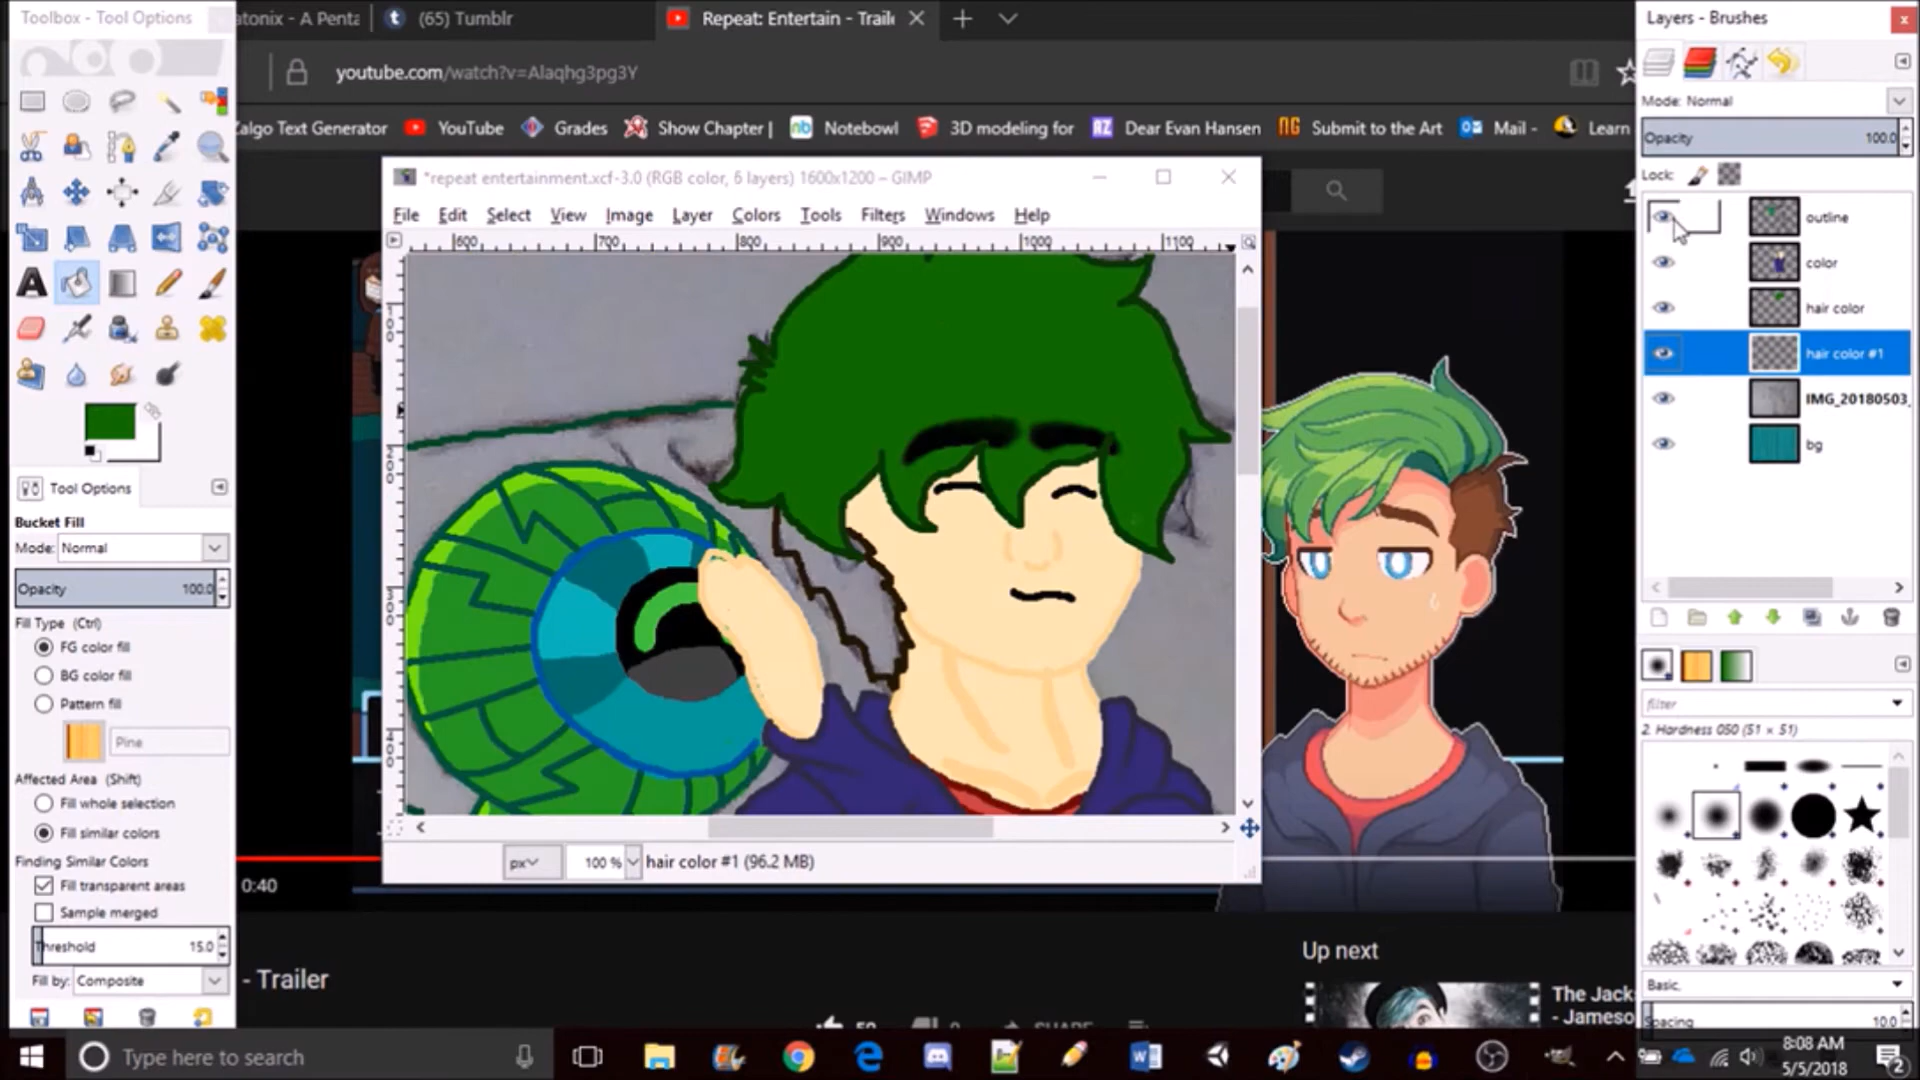 Toolbox - Tool Options
atonix - A Penta
(65) Tumblr
Repeat: Entertain - Traile
Layers - Brushes
youtube.com/watch?v=Alaqhg3pg3Y
Zalgo Text Generator
YouTube
Grades
Show Chapter |
Notebowl
3D modeling for
Dear Evan Hansen
Submit to the Art
Mail -
Learn
Mode: Normal
Opacity 100.0
Lock:
*repeat entertainment.xcf-3.0 (RGB color, 6 layers) 1600x1200 – GIMP
File Edit Select View Image Layer Colors Tools Filters Windows Help
600 700 800 900 1000 1100
outline
color
hair color
hair color #1
IMG_20180503_
bg
Tool Options
Bucket Fill
Mode: Normal
Opacity 100.0
Fill Type (Ctrl)
FG color fill
BG color fill
Pattern fill
Pine
Affected Area (Shift)
Fill whole selection
Fill similar colors
Finding Similar Colors
Fill transparent areas
Sample merged
Threshold 15.0
Fill by: Composite
px
100 %
hair color #1 (96.2 MB)
filter
2. Hardness 050 (51 × 51)
Basic,
Spacing 10.0
0:40
- Trailer
Up next
The Jack
- Jameso
50
0
SHARE
Type here to search
8:08 AM
5/5/2018
2